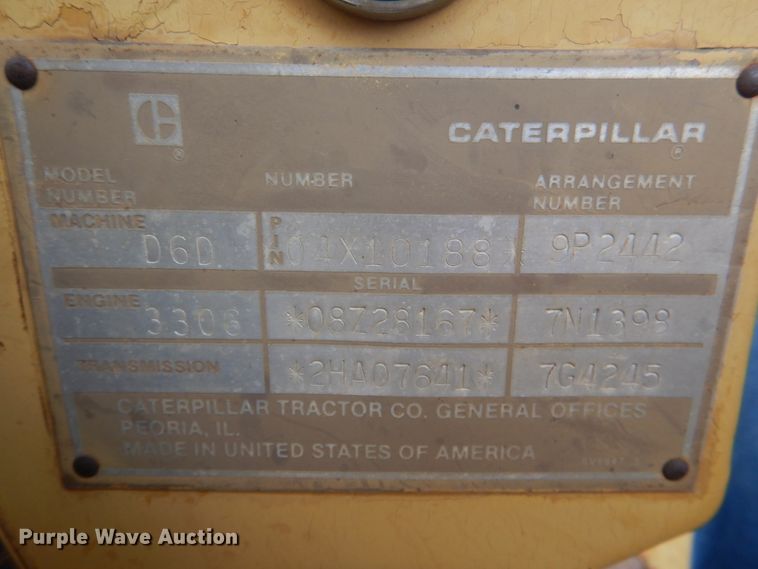 C
®
CATERPILLAR
®
MODEL NUMBER
NUMBER
ARRANGEMENT NUMBER
MACHINE D6D PIN *04X10188* 9P2442
SERIAL
ENGINE 3306 *08Z28167* 7N1398
TRANSMISSION *2HA07641* 7G4245
CATERPILLAR TRACTOR CO. GENERAL OFFICES
PEORIA, IL.
MADE IN UNITED STATES OF AMERICA
Purple Wave Auction